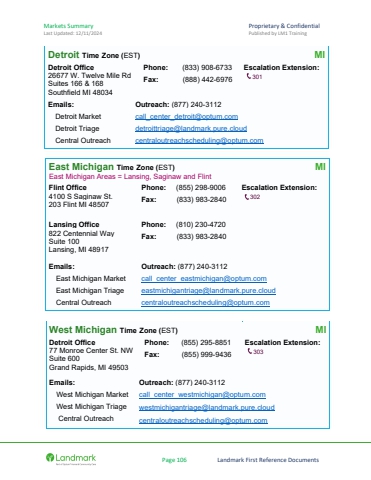 Markets Summary Proprietary & Confidential
Last Updated: 12/11/2024 Published by LMI Training
Detroit Time Zone (EST) MI
Detroit Office Phone: (833) 908-6733 Escalation Extension:
26677 W. Twelve Mile Rd Fax: (888) 442-6976 301
Suites 166 & 168
Southfield MI 48034
Emails: Outreach: (877) 240-3112
Detroit Market call_center_detroit@optum.com
Detroit Triage detroittriage@landmark.pure.cloud
Central Outreach centraloutreachscheduling@optum.com
East Michigan Time Zone (EST) MI
East Michigan Areas = Lansing, Saginaw and Flint
Flint Office Phone: (855) 298-9006 Escalation Extension:
4100 S Saginaw St. Fax: (833) 983-2840 302
203 Flint MI 48507
Lansing Office (810) 230-4720
822 Centennial Way Fax: (833) 983-2840
Suite 100
Lansing, MI 48917
Emails: Outreach: (877) 240-3112
East Michigan Market call_center_eastmichigan@optum.com
East Michigan Triage eastmichigantriage@landmark.pure.cloud
Central Outreach centraloutreachscheduling@optum.com
West Michigan Time Zone (EST) MI
Detroit Office Phone: (855) 295-8851 Escalation Extension:
77 Monroe Center St. NW Fax: (855) 999-9436 303
Suite 600
Grand Rapids, MI 49503
Emails: Outreach: (877) 240-3112
West Michigan Market call_center_westmichigan@optum.com
West Michigan Triage westmichigantriage@landmark.pure.cloud
Central Outreach centraloutreachscheduling@optum.com
Landmark Page 106 Landmark First Reference Documents